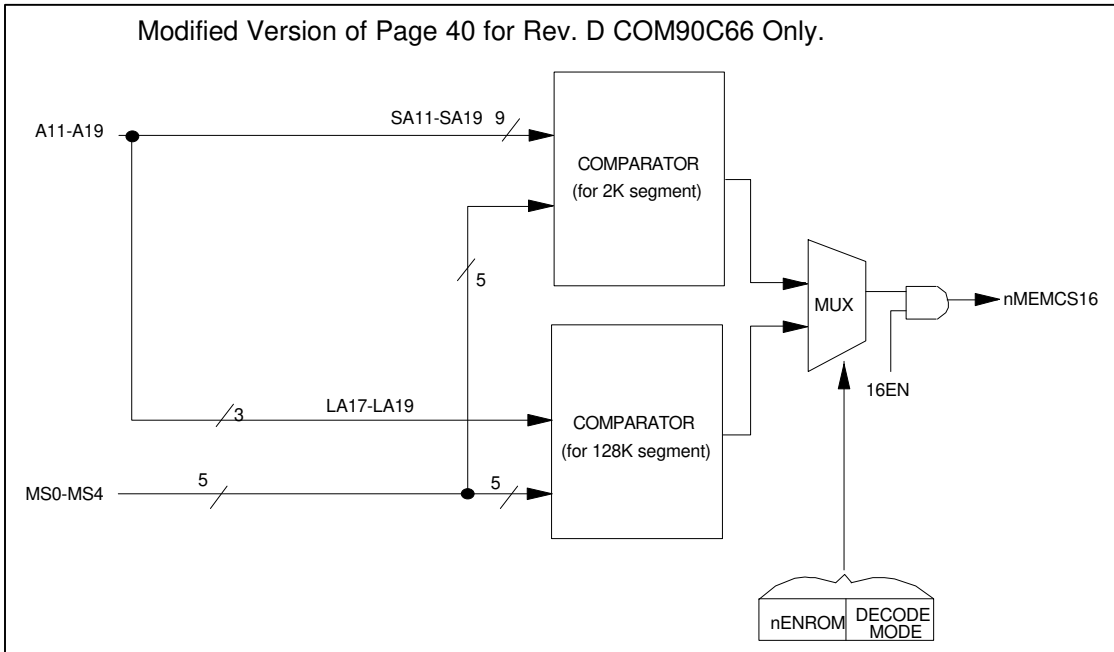 Modified Version of Page 40 for Rev. D COM90C66 Only.
A11-A19
SA11-SA19 9
COMPARATOR
(for 2K segment)
5
MUX
nMEMCS16
16EN
3
LA17-LA19
COMPARATOR
(for 128K segment)
MS0-MS4
5
5
nENROM
DECODE
MODE